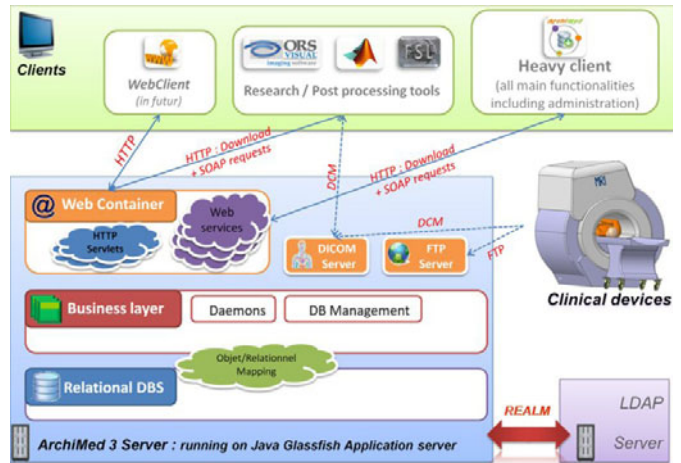 Clients
WebClient
(in futur)
ORS
VISUAL
imaging software
FSL
Research / Post processing tools
Heavy client
(all main functionalities
including administration)
HTTP
HTTP : Download
+ SOAP requests
DCM
HTTP : Download
+ SOAP requests
@ Web Container
HTTP
Servlets
Web
services
DICOM
Server
FTP
Server
DCM
FTP
MRI
Clinical devices
Business layer
Daemons
DB Management
Objet/Relationnel
Mapping
Relational DBS
REALM
LDAP
Server
ArchiMed 3 Server : running on Java Glassfish Application server